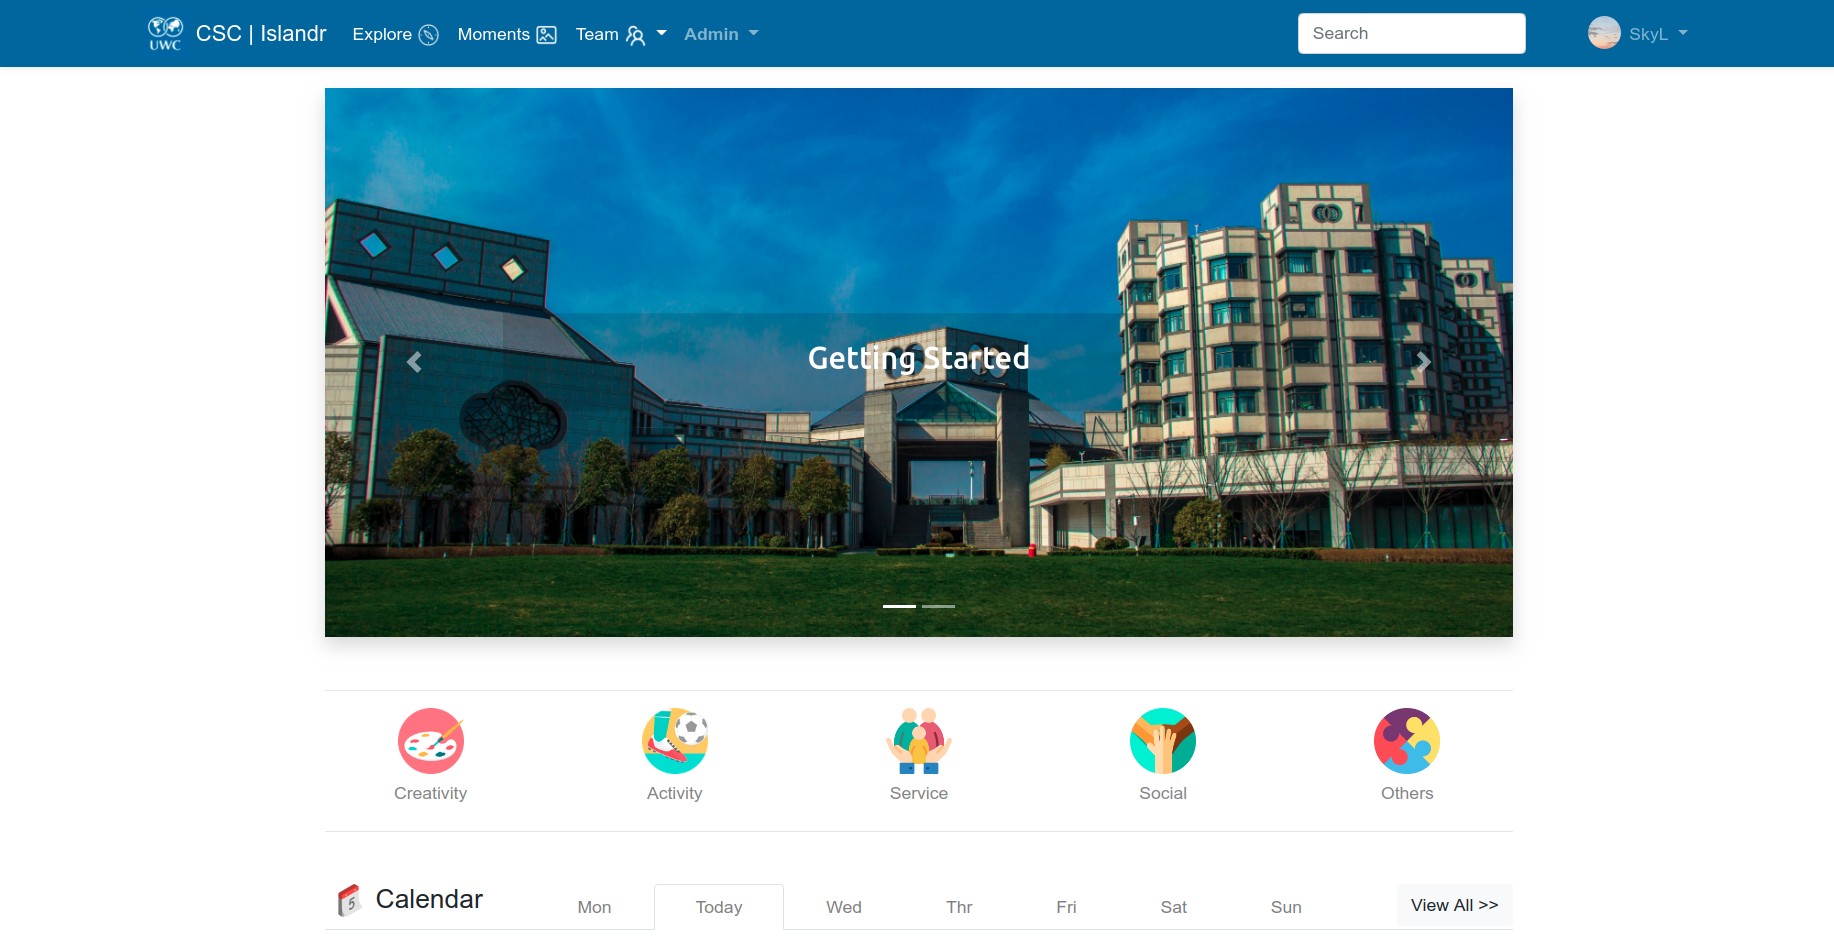 UWC
CSC | Islandr
Explore
Moments
Team
Admin
Search
SkyL
Getting Started
Creativity
Activity
Service
Social
Others
5
Calendar
Mon
Today
Wed
Thr
Fri
Sat
Sun
View All >>